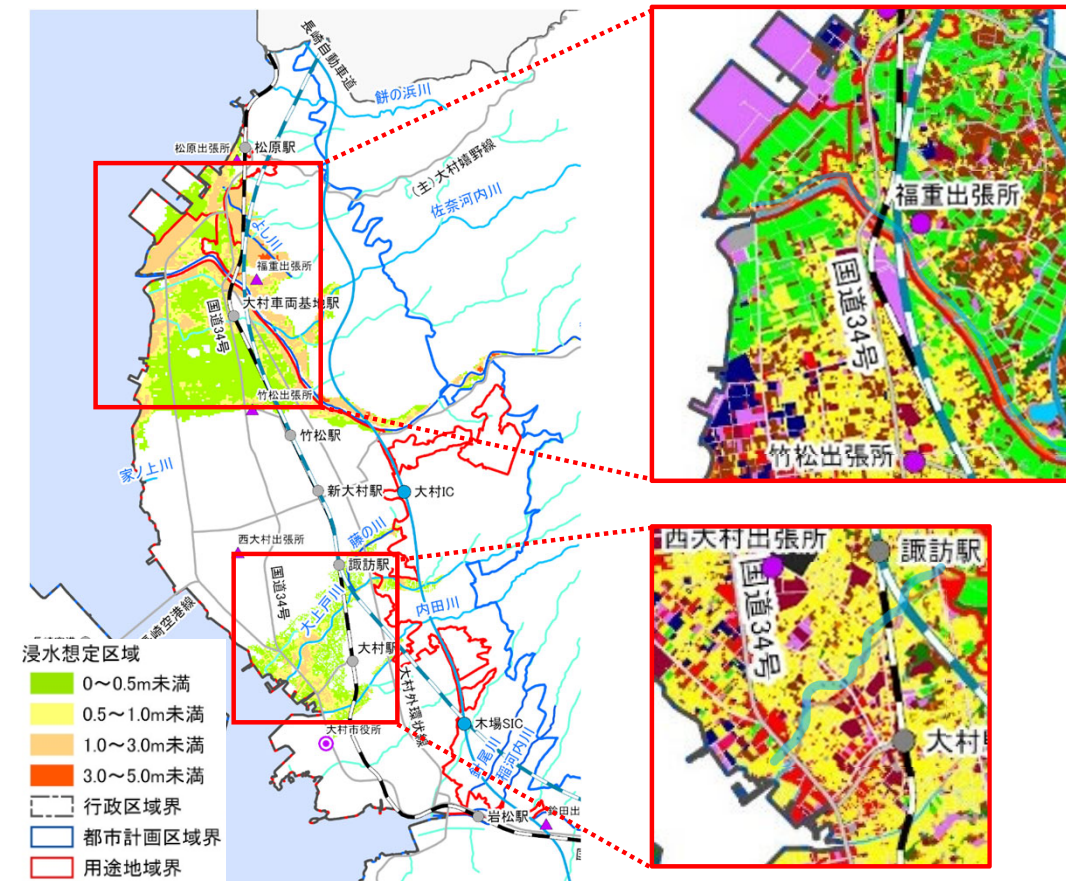 長崎自動車道
餅の浜川
松原出張所
松原駅
(主)大村嬉野線
佐奈河内川
よし川
福重出張所
大村車両基地駅
国道34号
竹松出張所
竹松駅
家ノ上川
新大村駅
大村IC
西大村出張所
藤の川
諏訪駅
国道34号
大上戸川
内田川
大村駅
大村外環状線
木場SIC
大村市役所
稲河内川
岩松駅
浸水想定区域
0~0.5m未満
0.5~1.0m未満
1.0~3.0m未満
3.0~5.0m未満
行政区域界
都市計画区域界
用途地域界
福重出張所
国道34号
竹松出張所
西大村出張所
諏訪駅
国道34号
大村